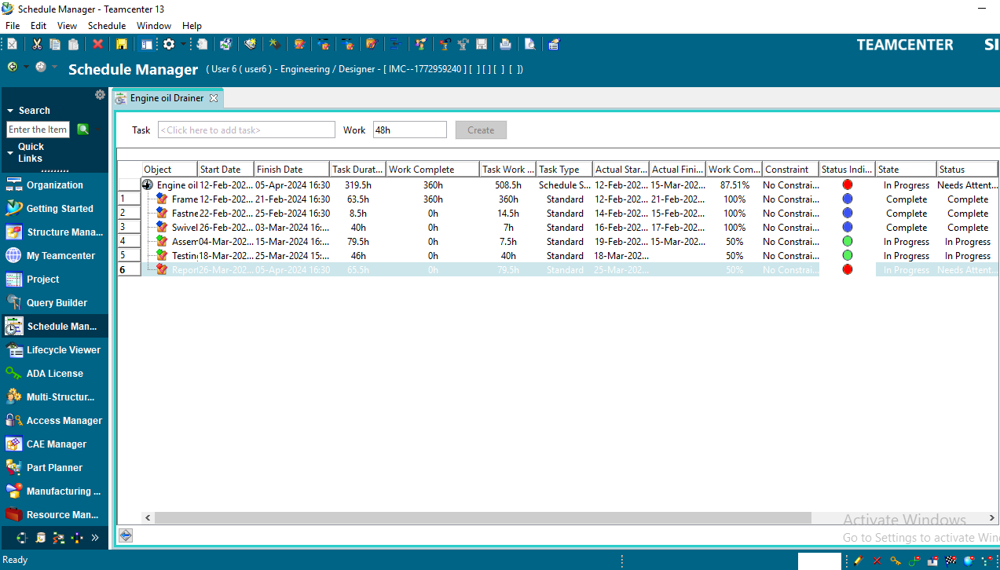 Schedule Manager - Teamcenter 13
File Edit View Schedule Window Help
TEAMCENTER SI
Schedule Manager ( User 6 ( user6 ) - Engineering / Designer - [ IMC--1772959240 ] [ ] [ ] [ ] [ ])
Search
Enter the Item
Quick Links
Organization
Getting Started
Structure Mana...
My Teamcenter
Project
Query Builder
Schedule Man...
Lifecycle Viewer
ADA License
Multi-Structur...
Access Manager
CAE Manager
Part Planner
Manufacturing ...
Resource Man...
»
Engine oil Drainer
Task <Click here to add task> Work 48h Create
Object Start Date Finish Date Task Durat... Work Complete Task Work ... Task Type Actual Star... Actual Fini... Work Com... Constraint Status Indi... State Status
Engine oil 12-Feb-202... 05-Apr-2024 16:30 319.5h 360h 508.5h Schedule S... 12-Feb-202... 15-Mar-202... 87.51% No Constrai... In Progress Needs Attent...
1 Frame 12-Feb-202... 21-Feb-2024 16:30 63.5h 360h 360h Standard 12-Feb-202... 21-Feb-202... 100% No Constrai... Complete Complete
2 Fastne 22-Feb-202... 25-Feb-2024 16:30 8.5h 0h 14.5h Standard 14-Feb-202... 15-Feb-202... 100% No Constrai... Complete Complete
3 Swivel 26-Feb-202... 03-Mar-2024 16:... 40h 0h 7h Standard 16-Feb-202... 17-Feb-202... 100% No Constrai... Complete Complete
4 Assem 04-Mar-202... 15-Mar-2024 16:... 79.5h 0h 7.5h Standard 19-Feb-202... 15-Mar-202... 50% No Constrai... In Progress In Progress
5 Testin 18-Mar-202... 25-Mar-2024 15:... 46h 0h 40h Standard 18-Mar-202... 50% No Constrai... In Progress In Progress
6 Report 26-Mar-202... 05-Apr-2024 16:30 65.5h 0h 79.5h Standard 25-Mar-202... 50% No Constrai... In Progress Needs Attent...
Activate Windows
Go to Settings to activate Win
Ready